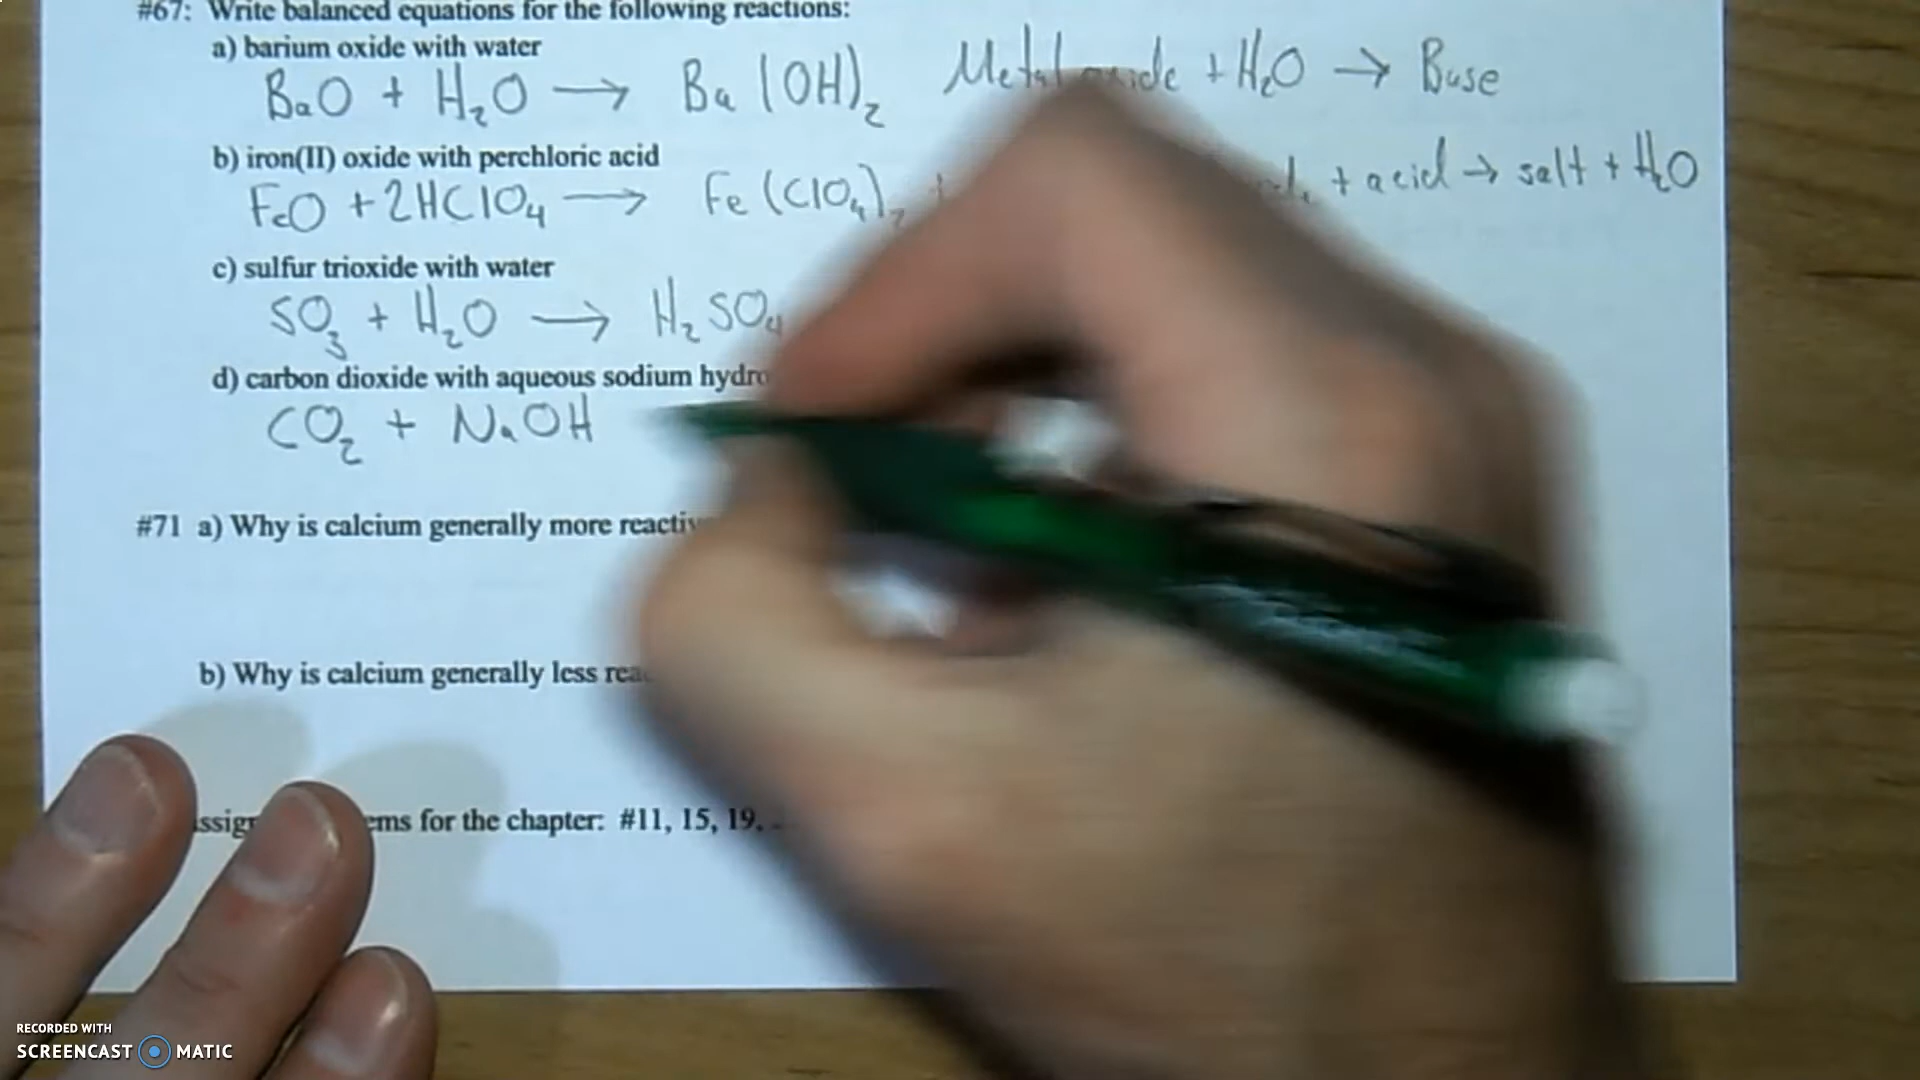 #67: Write balanced equations for the following reactions:
a) barium oxide with water
BaO + H₂O → Ba(OH)₂ Metal oxide + H₂O → Base
b) iron(II) oxide with perchloric acid
FeO + 2HClO₄ → Fe(ClO₄)₂ + acid → salt + H₂O
c) sulfur trioxide with water
SO₃ + H₂O → H₂SO₄
d) carbon dioxide with aqueous sodium hydro
CO₂ + NaOH
#71 a) Why is calcium generally more
b) Why is calcium generally less
for the chapter: #11, 15, 19,
RECORDED WITH
SCREENCAST MATIC